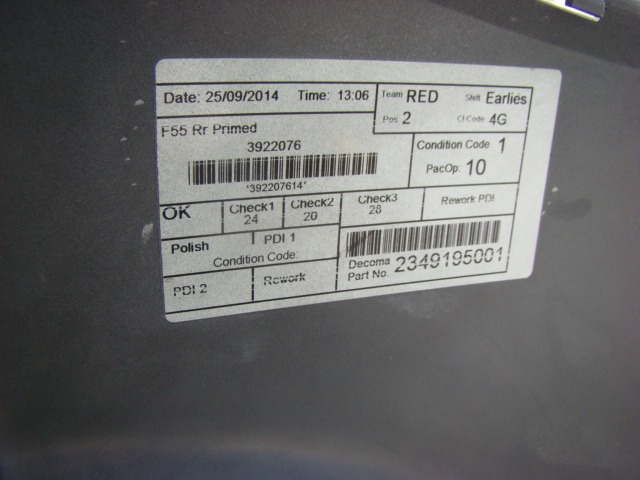 Date: 25/09/2014 Time: 13:06 Team RED Shift Earlies
Pos 2 Cl Code 4G
F55 Rr Primed
3922076
*392207614*
Condition Code 1
PacOp: 10
OK Check1 24 Check2 20 Check3 28 Rework PDI
Polish PDI 1
Condition Code:
PDI 2 Rework
Decoma
Part No. 2349195001